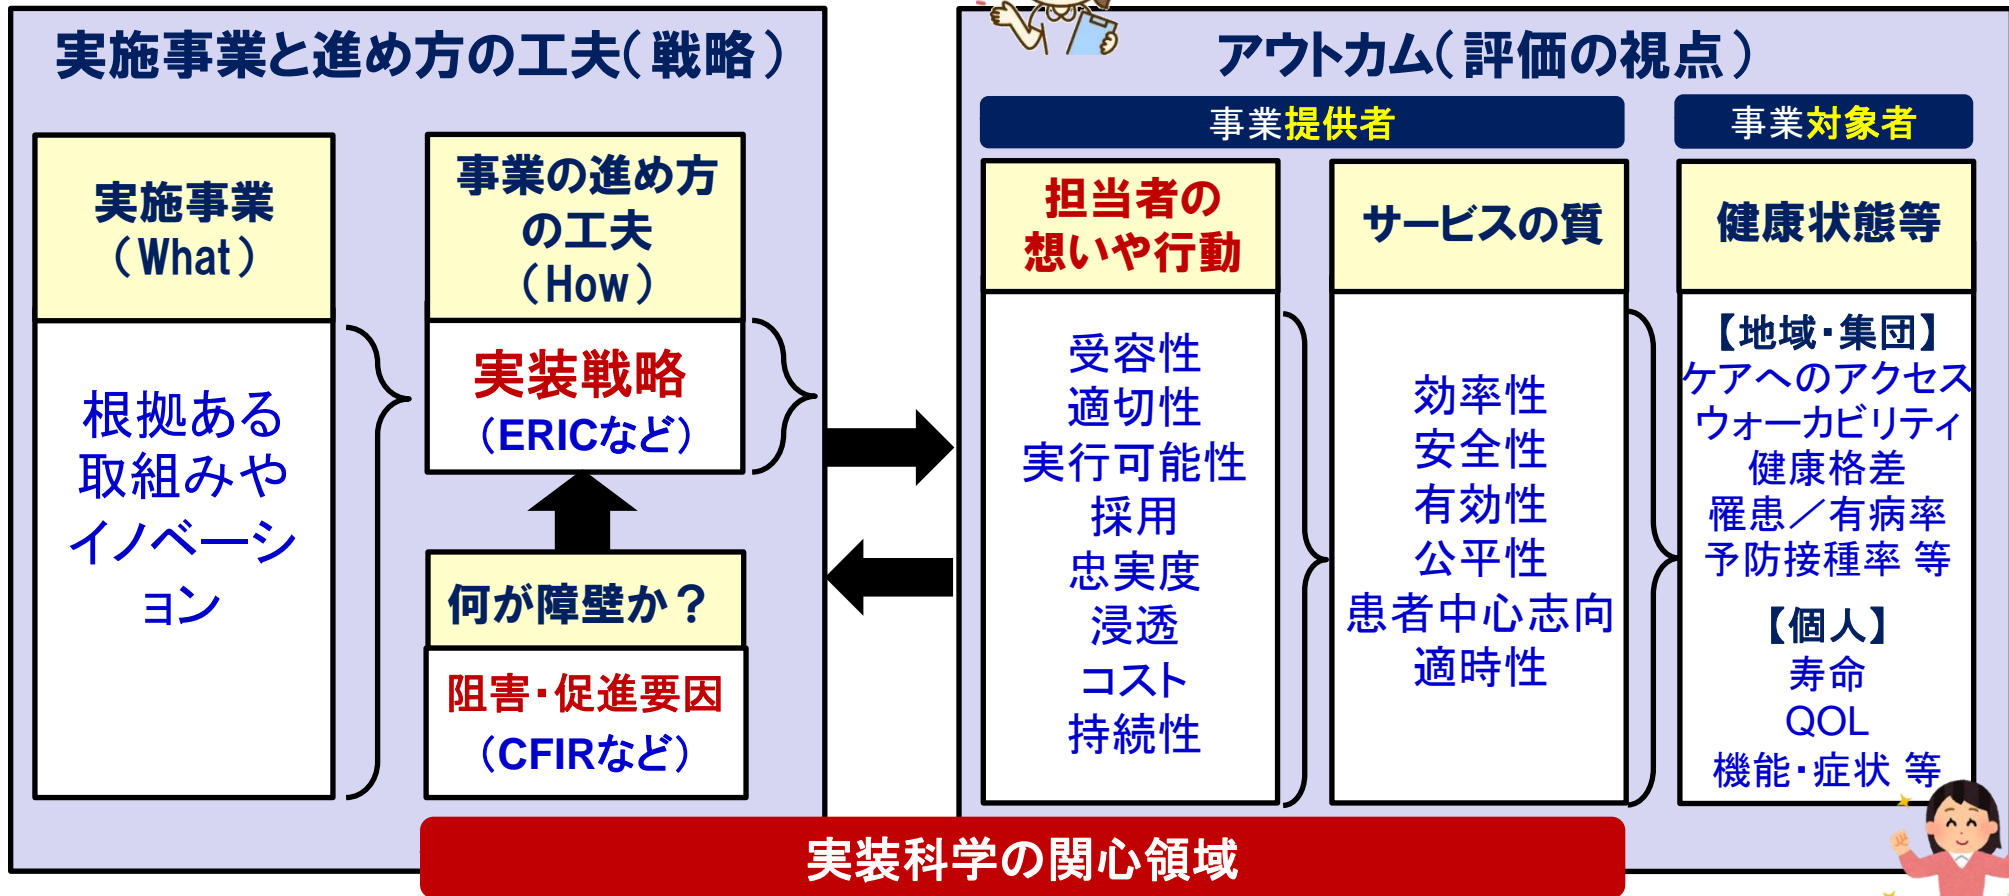 実施事業と進め方の工夫（戦略）
実施事業
（What）
根拠ある
取組みや
イノベーシ
ョン
事業の進め方
の工夫
（How）
実装戦略
（ERICなど）
何が障壁か？
阻害・促進要因
（CFIRなど）
アウトカム（評価の視点）
事業提供者
担当者の
想いや行動
受容性
適切性
実行可能性
採用
忠実度
浸透
コスト
持続性
サービスの質
効率性
安全性
有効性
公平性
患者中心志向
適時性
事業対象者
健康状態等
【地域・集団】
ケアへのアクセス
ウォーカビリティ
健康格差
罹患／有病率
予防接種率 等
【個人】
寿命
QOL
機能・症状 等
実装科学の関心領域